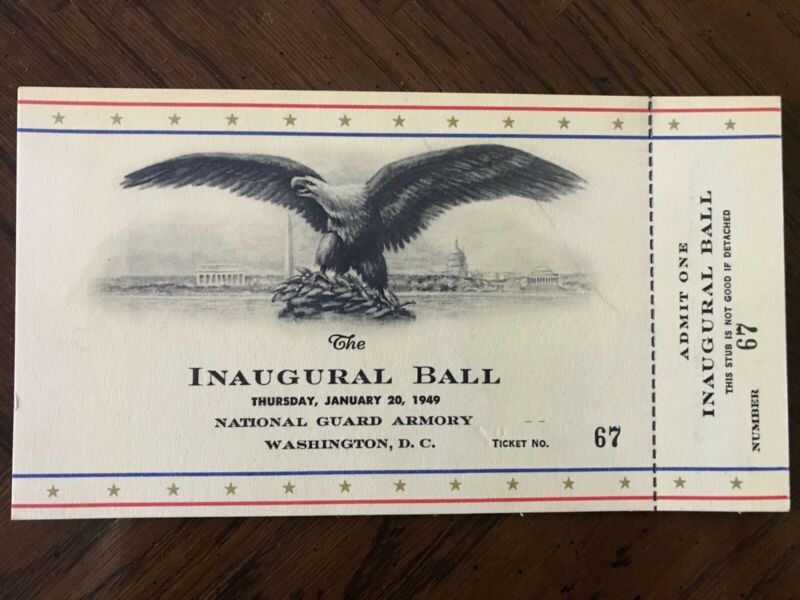 The
INAUGURAL BALL
THURSDAY, JANUARY 20, 1949
NATIONAL GUARD ARMORY
WASHINGTON, D. C.
TICKET NO. 67
ADMIT ONE
INAUGURAL BALL
THIS STUB IS NOT GOOD IF DETACHED
NUMBER 67